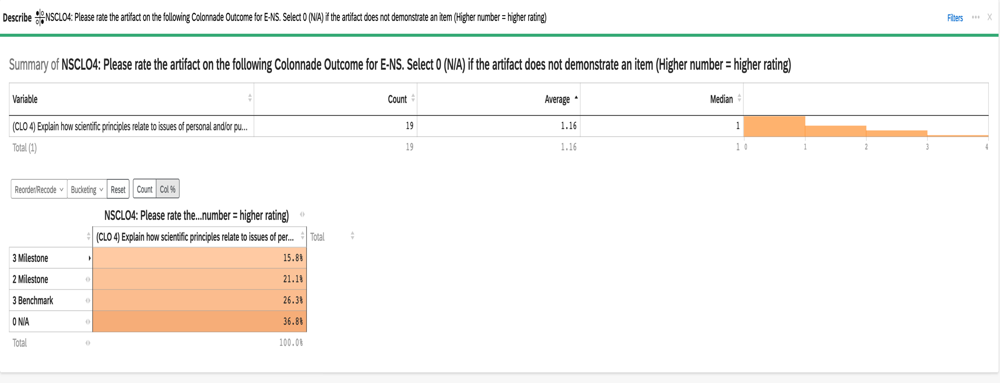 Describe NSCLO4: Please rate the artifact on the following Colonnade Outcome for E-NS. Select 0 (N/A) if the artifact does not demonstrate an item (Higher number = higher rating) Filters ••• X
Summary of NSCLO4: Please rate the artifact on the following Colonnade Outcome for E-NS. Select 0 (N/A) if the artifact does not demonstrate an item (Higher number = higher rating)
Variable Count Average Median
(CLO 4) Explain how scientific principles relate to issues of personal and/or pu... 19 1.16 1
Total (1) 19 1.16 1 0 1 2 3 4
Reorder/Recode Bucketing Reset Count Col %
NSCLO4: Please rate the...number = higher rating)
(CLO 4) Explain how scientific principles relate to issues of per... Total
3 Milestone 15.8%
2 Milestone 21.1%
3 Benchmark 26.3%
0 N/A 36.8%
Total 100.0%